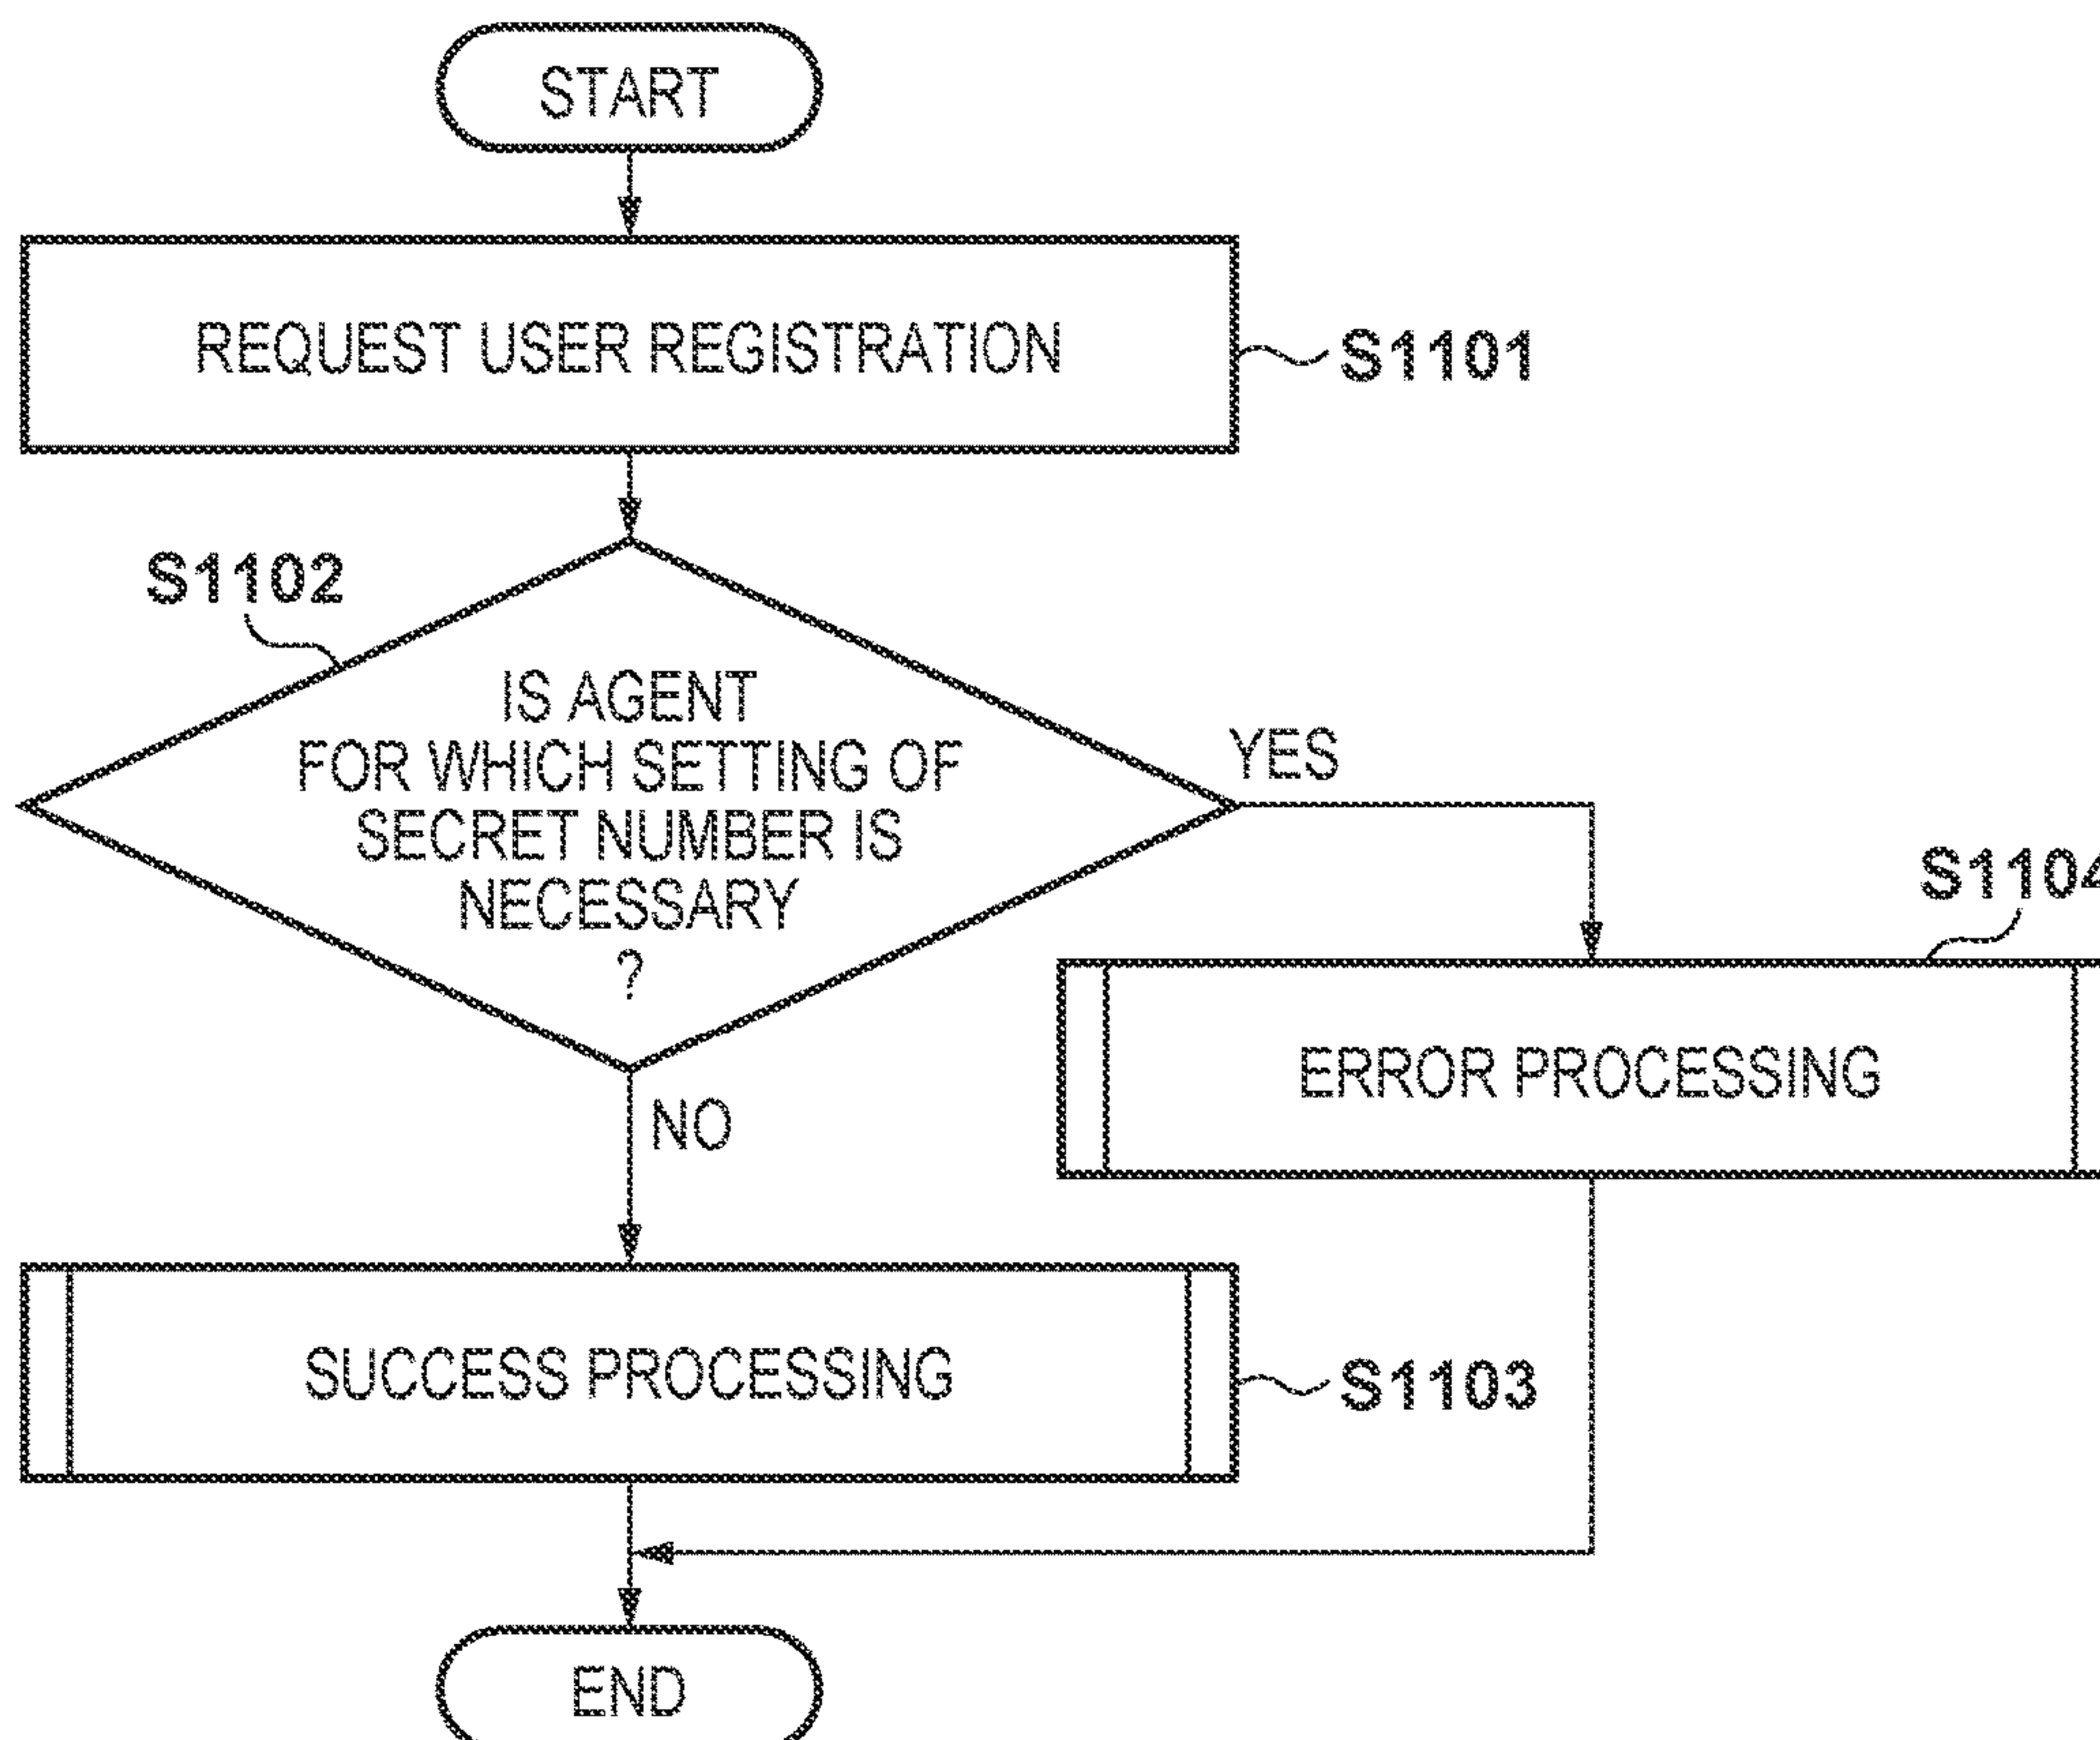 START
REQUEST USER REGISTRATION
S1101
S1102
IS AGENT
FOR WHICH SETTING OF
SECRET NUMBER IS
NECESSARY
?
YES
S1104
ERROR PROCESSING
NO
SUCCESS PROCESSING
S1103
END